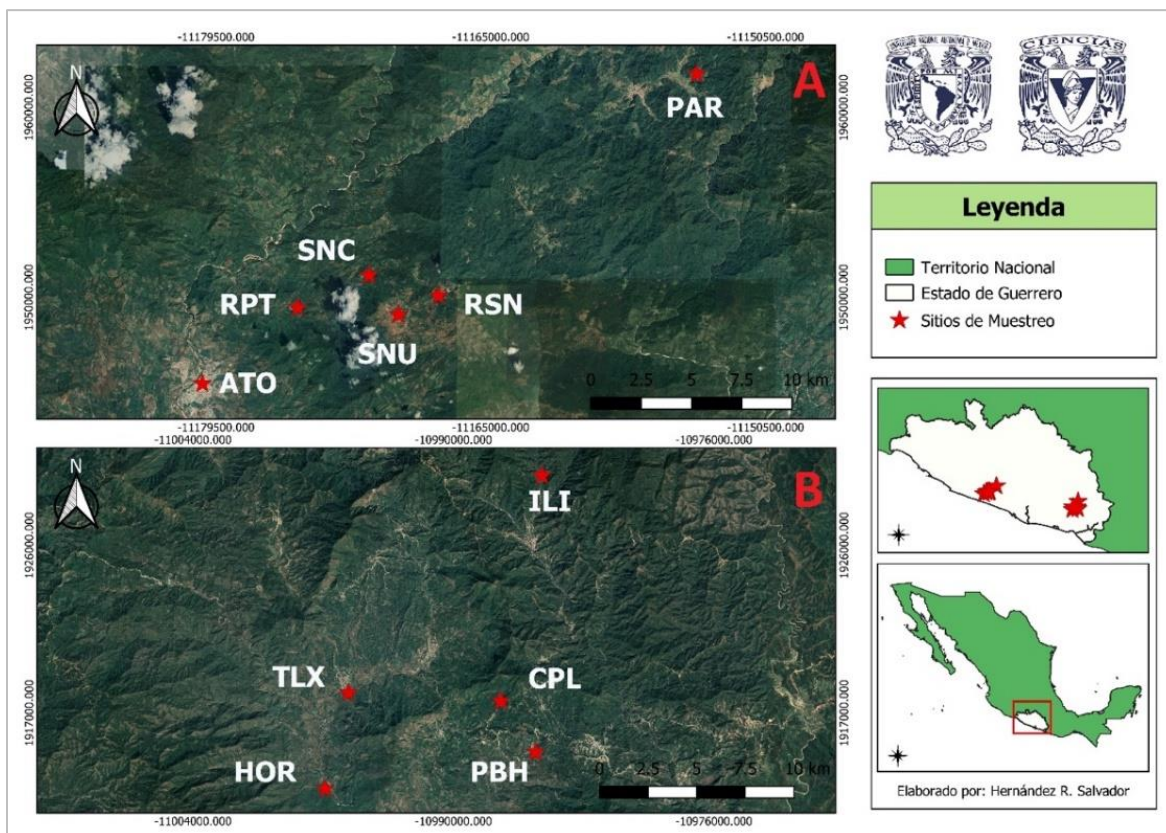 -11179500.000
-11165000.000
-11150500.000
N
A
1960000.000
1960000.000
PAR
SNC
RPT
RSN
SNU
1950000.000
1950000.000
ATO
0 2.5 5 7.5 10 km
-11179500.000
-11165000.000
-11150500.000
-11004000.000
-10990000.000
-10976000.000
N
B
ILI
1926000.000
1926000.000
TLX
CPL
1917000.000
1917000.000
HOR
PBH
0 2.5 5 7.5 10 km
-11004000.000
-10990000.000
-10976000.000
CIENCIAS
Leyenda
Territorio Nacional
Estado de Guerrero
Sitios de Muestreo
Elaborado por: Hernández R. Salvador